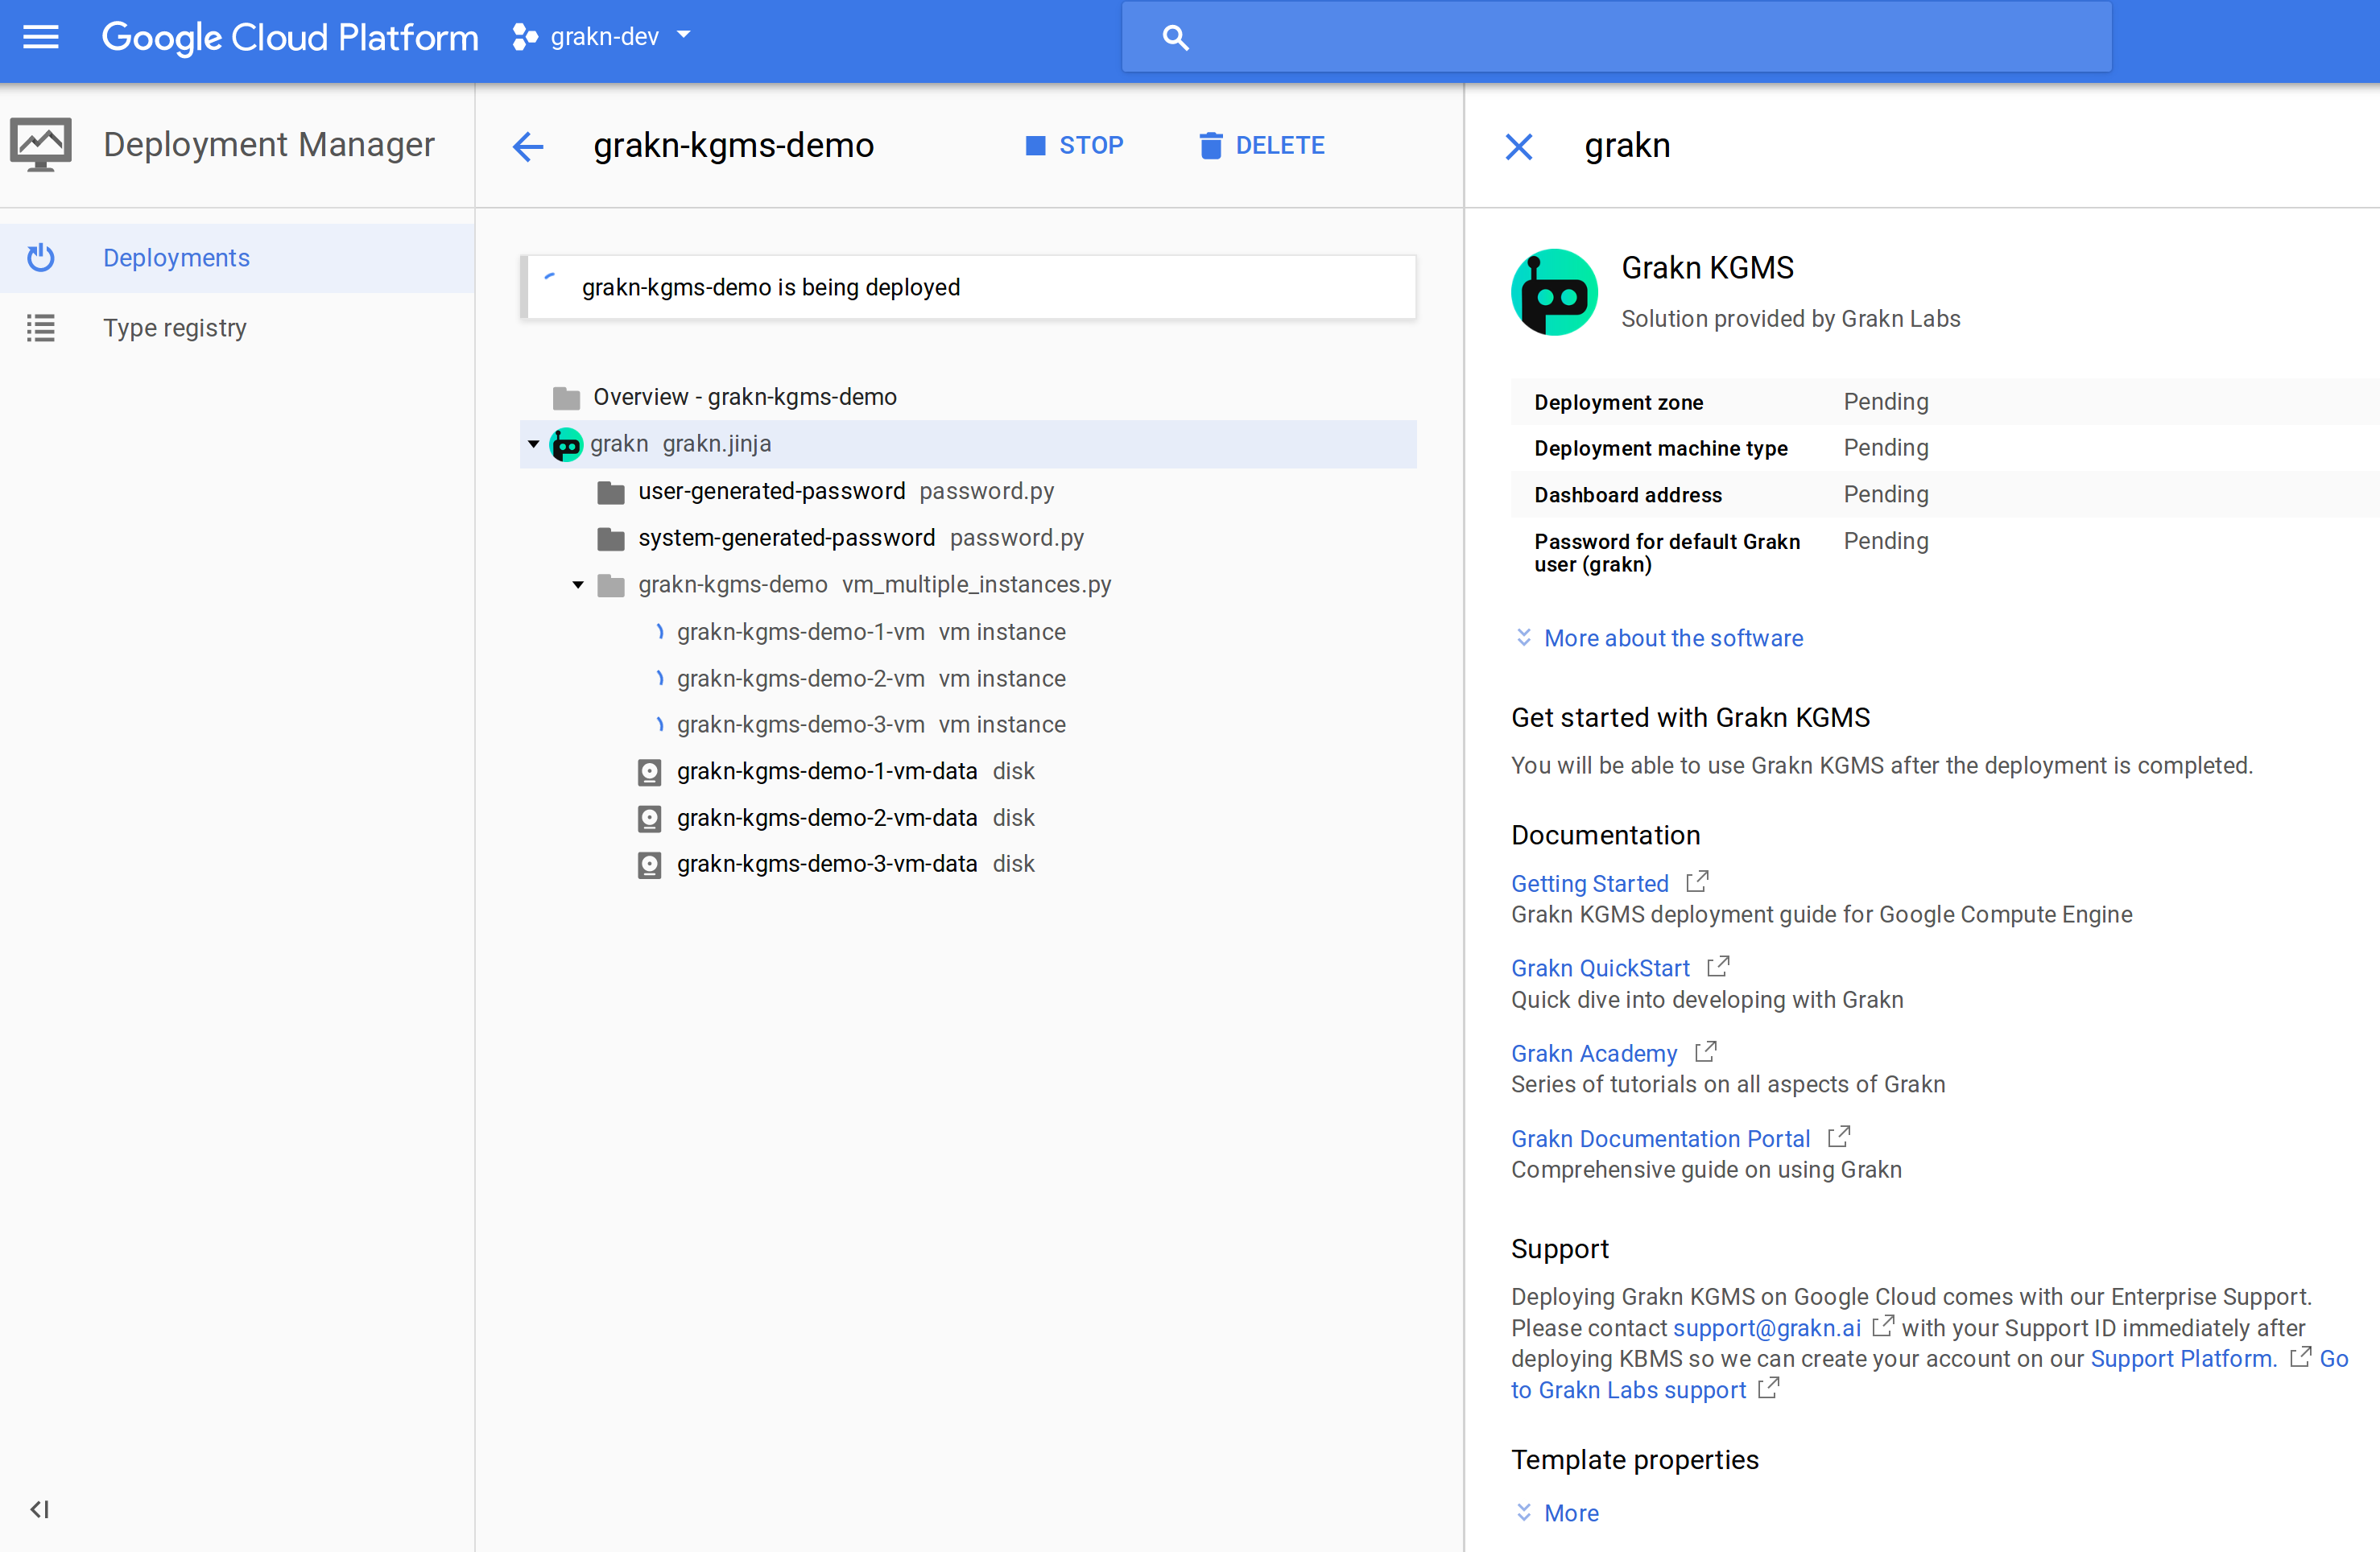 Google Cloud Platform grakn-dev
Deployment Manager
Deployments
Type registry
grakn-kgms-demo STOP DELETE
grakn-kgms-demo is being deployed
Overview - grakn-kgms-demo
grakn grakn.jinja
user-generated-password password.py
system-generated-password password.py
grakn-kgms-demo vm_multiple_instances.py
grakn-kgms-demo-1-vm vm instance
grakn-kgms-demo-2-vm vm instance
grakn-kgms-demo-3-vm vm instance
grakn-kgms-demo-1-vm-data disk
grakn-kgms-demo-2-vm-data disk
grakn-kgms-demo-3-vm-data disk
grakn
Grakn KGMS
Solution provided by Grakn Labs
Deployment zone Pending
Deployment machine type Pending
Dashboard address Pending
Password for default Grakn Pending
user (grakn)
More about the software
Get started with Grakn KGMS
You will be able to use Grakn KGMS after the deployment is completed.
Documentation
Getting Started
Grakn KGMS deployment guide for Google Compute Engine
Grakn QuickStart
Quick dive into developing with Grakn
Grakn Academy
Series of tutorials on all aspects of Grakn
Grakn Documentation Portal
Comprehensive guide on using Grakn
Support
Deploying Grakn KGMS on Google Cloud comes with our Enterprise Support.
Please contact support@grakn.ai with your Support ID immediately after
deploying KBMS so we can create your account on our Support Platform. Go
to Grakn Labs support
Template properties
More